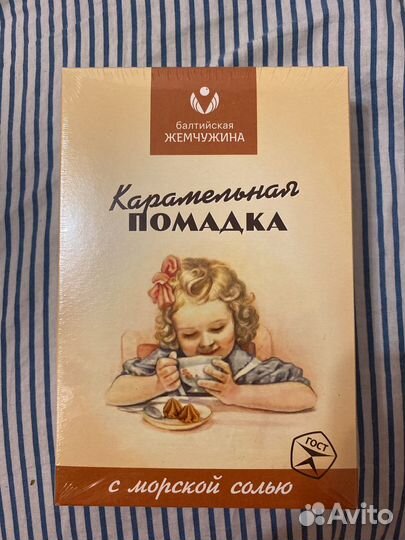 балтийская
ЖЕМЧУЖИНА
Карамельная
ПОМАДКА
ГОСТ
с морской солью
Avito